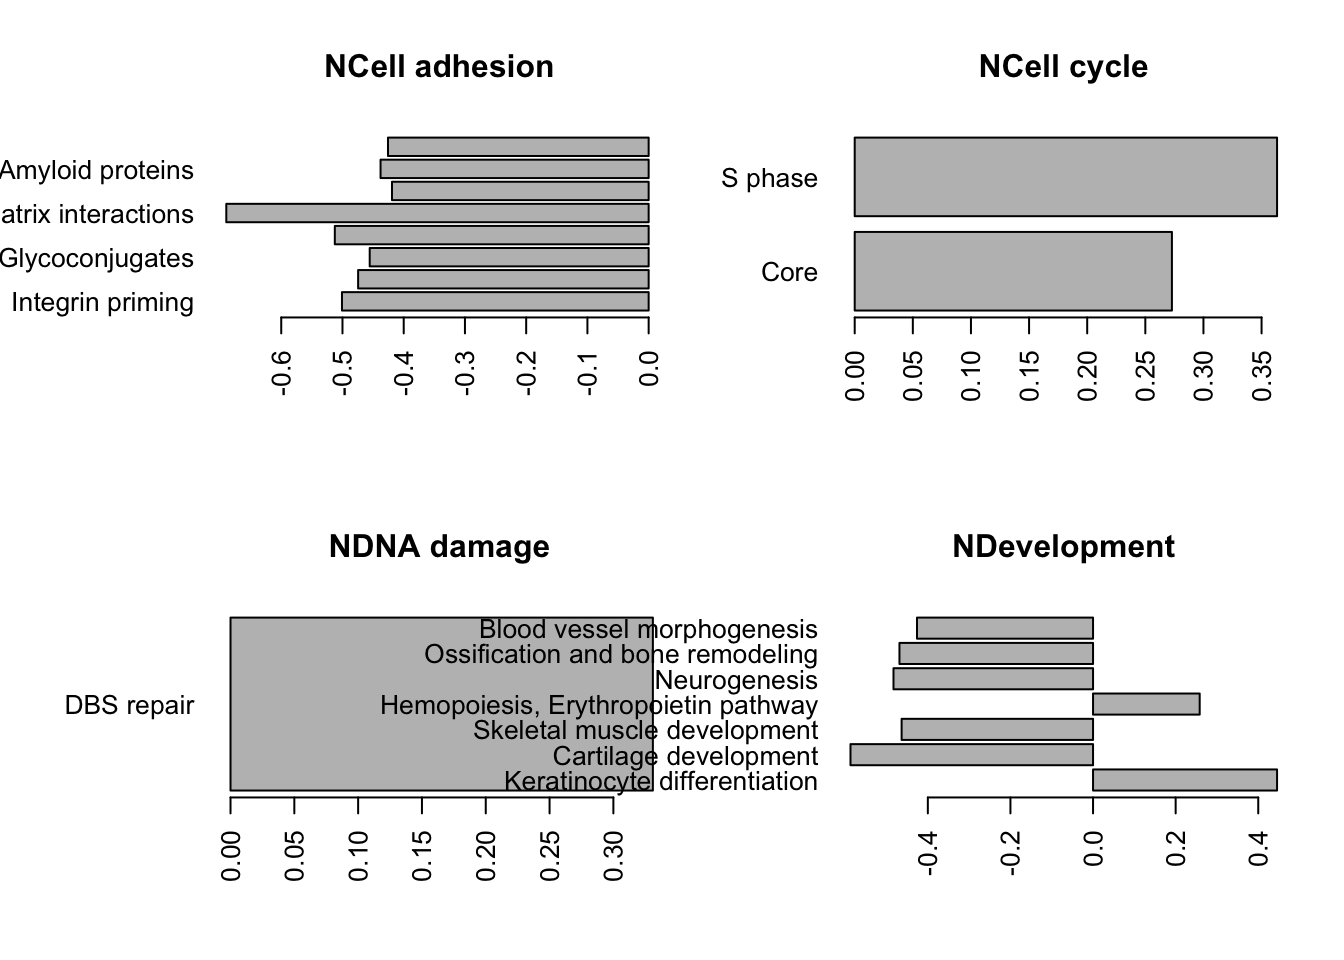 NCell adhesion
Amyloid proteins
atrix interactions
Glycoconjugates
Integrin priming
-0.6 -0.5 -0.4 -0.3 -0.2 -0.1 0.0
NCell cycle
S phase
Core
0.00 0.05 0.10 0.15 0.20 0.25 0.30 0.35
NDNA damage
DBS repair
0.00 0.05 0.10 0.15 0.20 0.25 0.30
NDevelopment
Blood vessel morphogenesis
Ossification and bone remodeling
Neurogenesis
Hemopoiesis, Erythropoietin pathway
Skeletal muscle development
Cartilage development
Keratinocyte differentiation
-0.4 -0.2 0.0 0.2 0.4